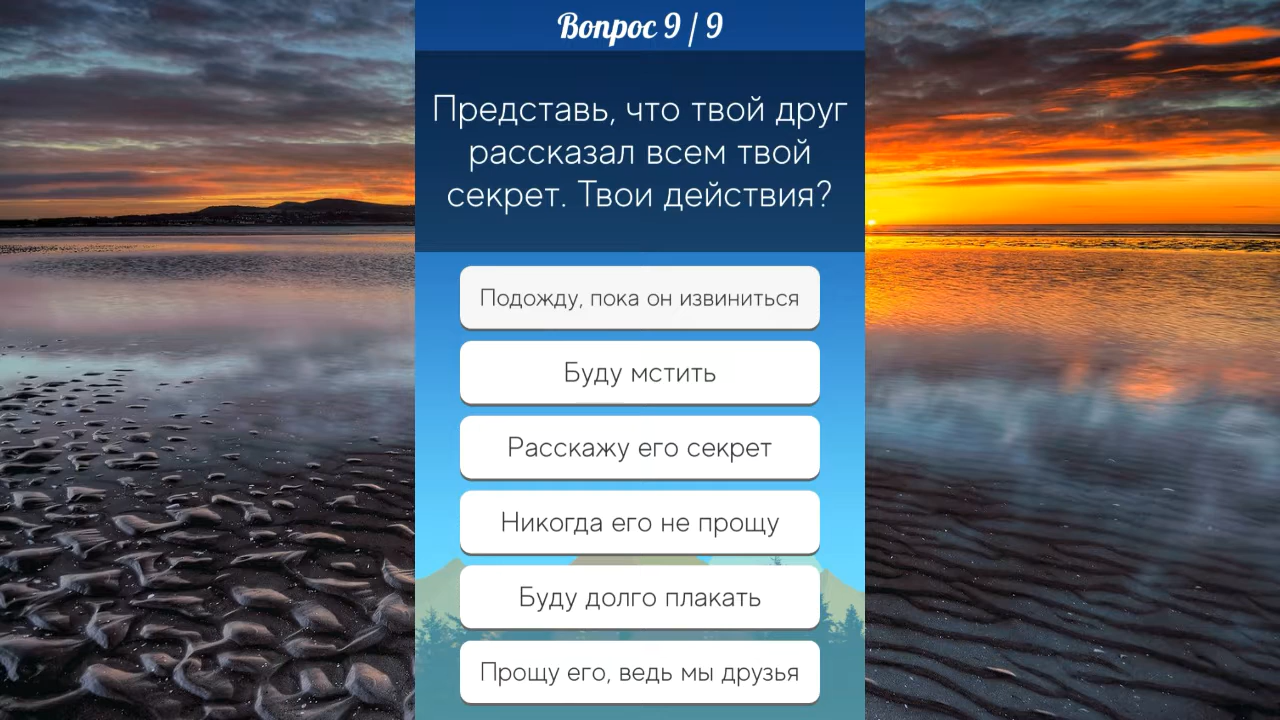 Вопрос 9 / 9
Представь, что твой друг
рассказал всем твой
секрет. Твои действия?
Подожду, пока он извиниться
Буду мстить
Расскажу его секрет
Никогда его не прощу
Буду долго плакать
Прощу его, ведь мы друзья